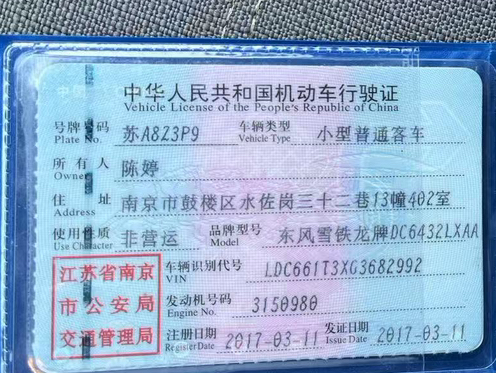 中华人民共和国机动车行驶证
Vehicle License of the People's Republic of China
号牌号码 苏A8Z3P9 车辆类型 小型普通客车
Plate No. Vehicle Type
所有人 陈婷
Owner
住址 南京市鼓楼区水佐岗三十二巷13幢402室
Address
使用性质 非营运 品牌型号 东风雪铁龙牌DC6432LXAA
Use Character Model
江苏省南京 车辆识别代号 LDC661T3XG3682992
VIN
市公安局 发动机号码 3150980
Engine No.
交通管理局 注册日期 2017-03-11 发证日期 2017-03-11
Register Date Issue Date